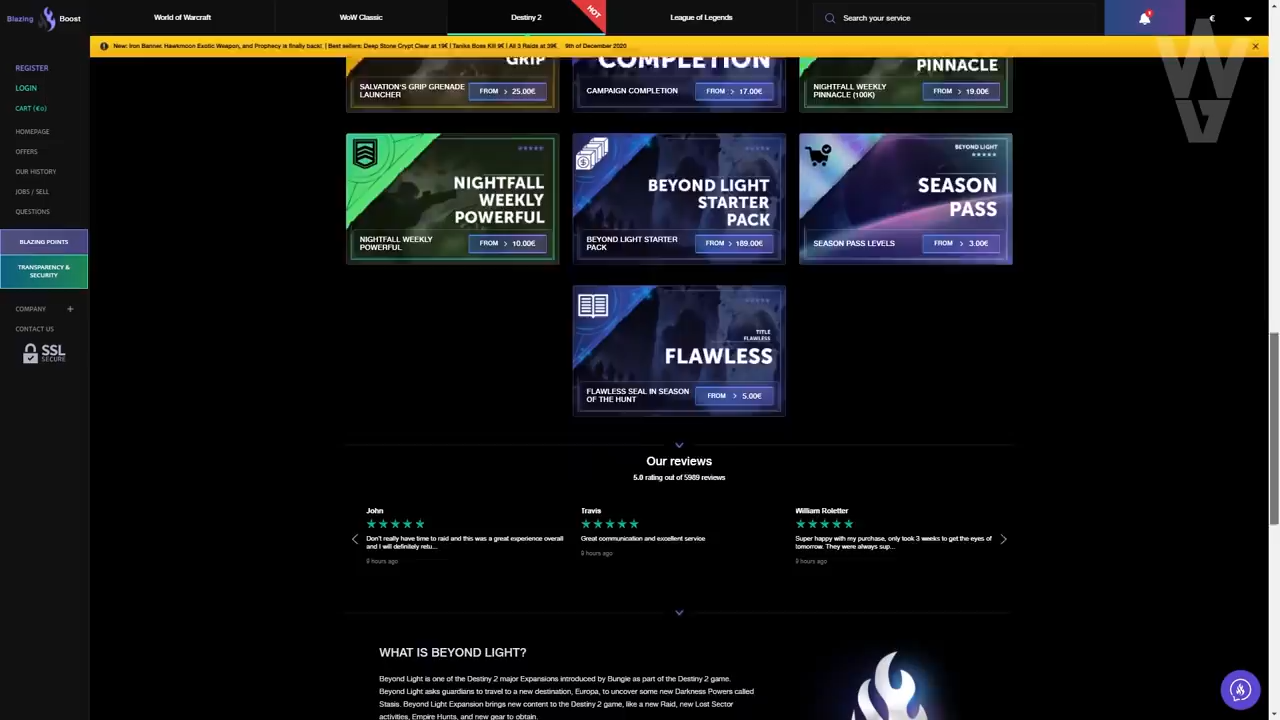 Blazing Boost
World of Warcraft
WoW Classic
Destiny 2
HOT
League of Legends
Search your service
€
New: Iron Banner, Hawkmoon Exotic Weapon, and Prophecy is finally back! | Best sellers: Deep Stone Crypt Clear at 19€ | Taniks Boss Kill 9€ | All 3 Raids at 39€ 9th of December 2020
REGISTER
LOGIN
CART (€0)
HOMEPAGE
OFFERS
OUR HISTORY
JOBS / SELL
QUESTIONS
BLAZING POINTS
TRANSPARENCY &
SECURITY
COMPANY +
CONTACT US
SSL
SECURE
GRIP
SALVATION'S GRIP GRENADE
LAUNCHER
FROM > 25.00€
COMPLETION
CAMPAIGN COMPLETION
FROM > 17.00€
PINNACLE
NIGHTFALL WEEKLY
PINNACLE (100K)
FROM > 19.00€
NIGHTFALL
WEEKLY
POWERFUL
NIGHTFALL WEEKLY
POWERFUL
FROM > 10.00€
BEYOND LIGHT
STARTER
PACK
BEYOND LIGHT STARTER
PACK
FROM > 189.00€
BEYOND LIGHT
SEASON
PASS
SEASON PASS LEVELS
FROM > 3.00€
TITLE
FLAWLESS
FLAWLESS
FLAWLESS SEAL IN SEASON
OF THE HUNT
FROM > 5.00€
Our reviews
5.0 rating out of 5989 reviews
John
Don't really have time to raid and this was a great experience overall
and I will definitely retu...
9 hours ago
Travis
Great communication and excellent service
9 hours ago
William Roletter
Super happy with my purchase, only took 3 weeks to get the eyes of
tomorrow. They were always sup...
9 hours ago
WHAT IS BEYOND LIGHT?
Beyond Light is one of the Destiny 2 major Expansions introduced by Bungie as part of the Destiny 2 game.
Beyond Light asks guardians to travel to a new destination, Europa, to uncover some new Darkness Powers called
Stasis. Beyond Light Expansion brings new content to the Destiny 2 game, like a new Raid, new Lost Sector
activities, Empire Hunts, and new gear to obtain.